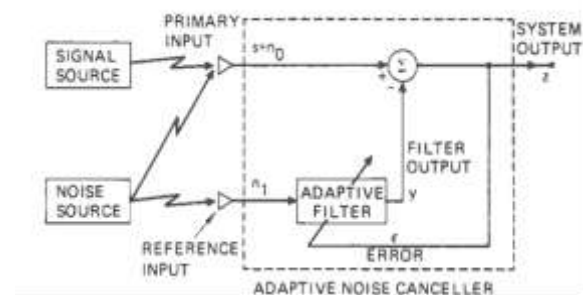 PRIMARY
INPUT
SIGNAL
SOURCE
s+n0
+
Σ
-
SYSTEM
OUTPUT
z
FILTER
OUTPUT
NOISE
SOURCE
n1
ADAPTIVE
FILTER
y
REFERENCE
INPUT
ε
ERROR
ADAPTIVE NOISE CANCELLER